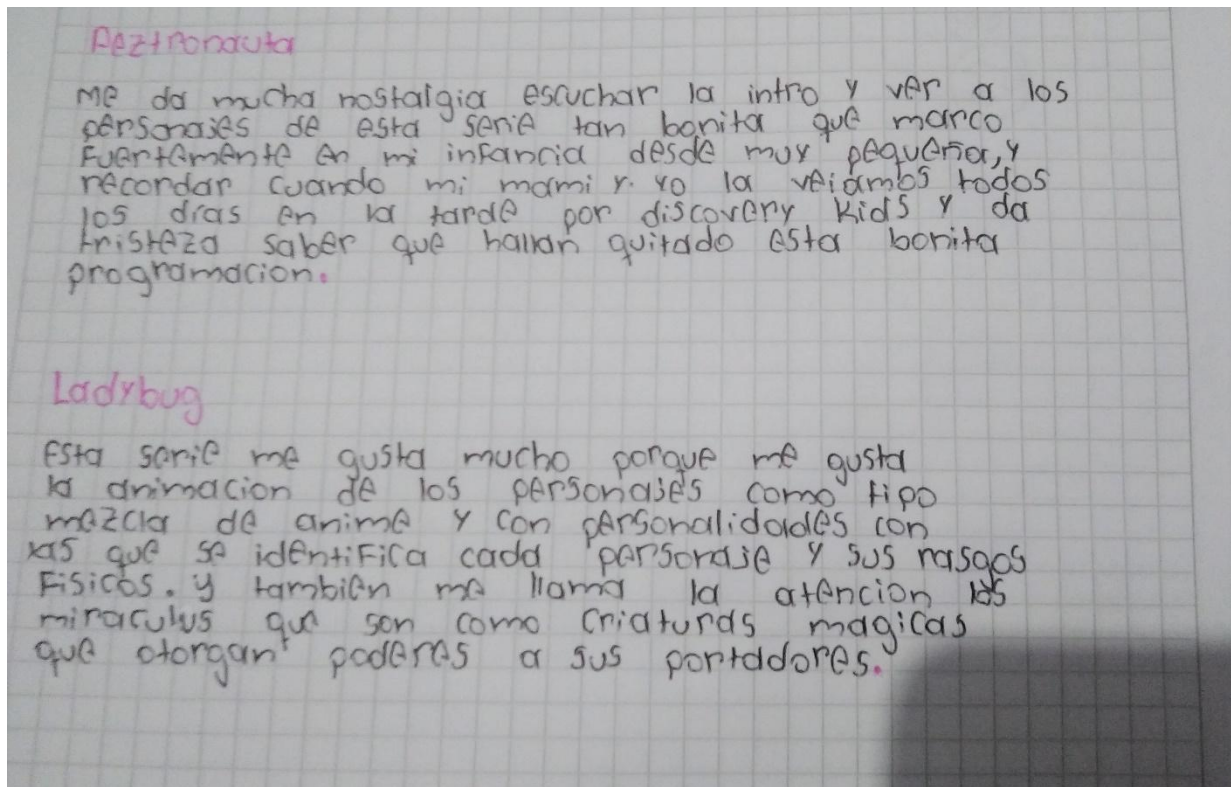 Peztronauta
Me da mucha nostalgia escuchar la intro y ver a los
personajes de esta serie tan bonita que marco
Fuertemente en mi infancia desde muy pequeña, y
recordar cuando mi mami y yo la veíamos todos
los días en la tarde por discovery Kids y da
tristeza saber que hallan quitado esta bonita
programacion.
Ladybug
Esta serie me gusta mucho porque me gusta
la animacion de los personajes como tipo
mezcla de anime y con personalidades con
las que se identifica cada personaje y sus rasgos
Fisicos. y tambien me llama la atencion los
miraculus que son como criaturas magicas
que otorgan poderes a sus portadores.